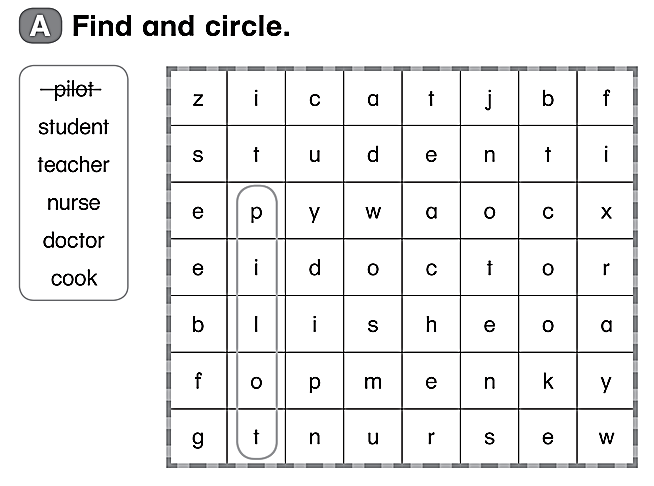 A Find and circle.
pilot
student
teacher
nurse
doctor
cook
z i c a t j b f
s t u d e n t i
e p y w a o c x
e i d o c t o r
b l i s h e o a
f o p m e n k y
g t n u r s e w